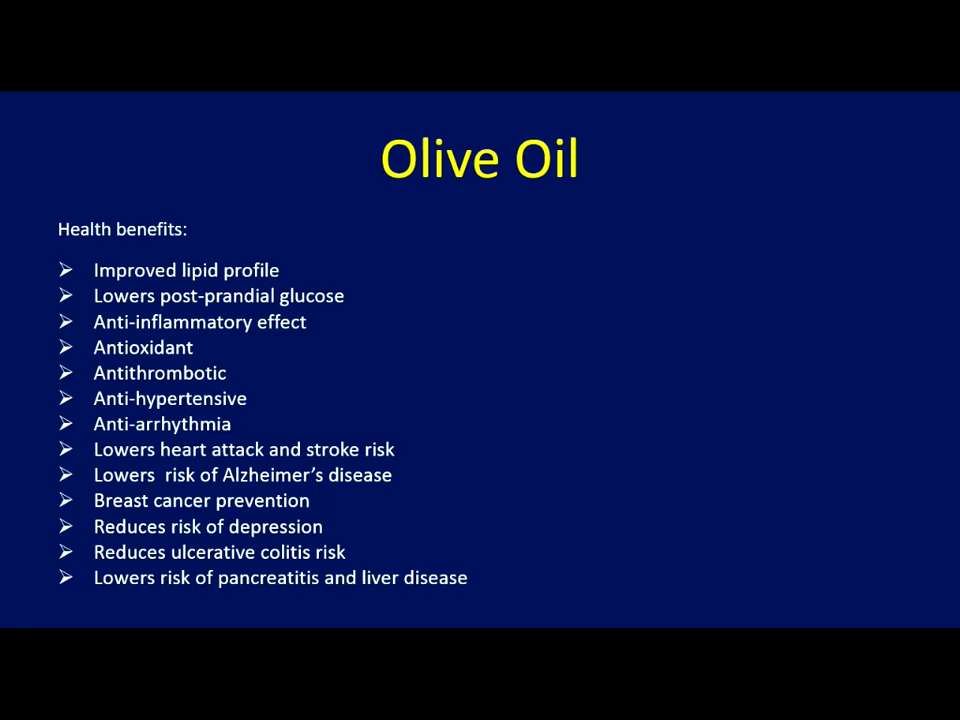 Olive Oil
Health benefits:
➢ Improved lipid profile
➢ Lowers post-prandial glucose
➢ Anti-inflammatory effect
➢ Antioxidant
➢ Antithrombotic
➢ Anti-hypertensive
➢ Anti-arrhythmia
➢ Lowers heart attack and stroke risk
➢ Lowers  risk of Alzheimer’s disease
➢ Breast cancer prevention
➢ Reduces risk of depression
➢ Reduces ulcerative colitis risk
➢ Lowers risk of pancreatitis and liver disease